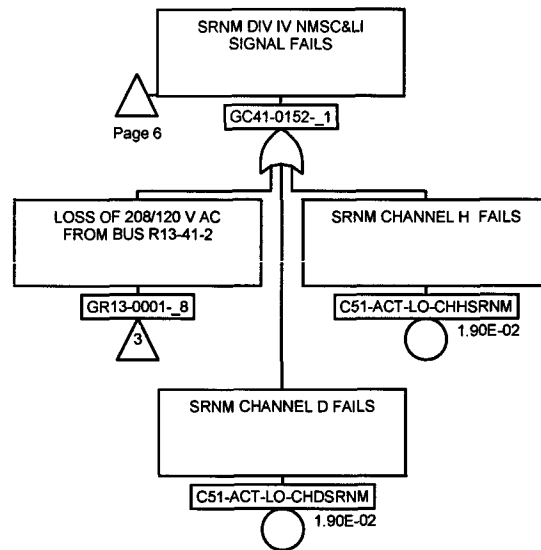 SRNM DIV IV NMSC&LI
SIGNAL FAILS
Page 6
GC41-0152-_1
LOSS OF 208/120 V AC
FROM BUS R13-41-2
SRNM CHANNEL H FAILS
GR13-0001-_8
C51-ACT-LO-CHHSRNM
3
1.90E-02
SRNM CHANNEL D FAILS
C51-ACT-LO-CHDSRNM
1.90E-02